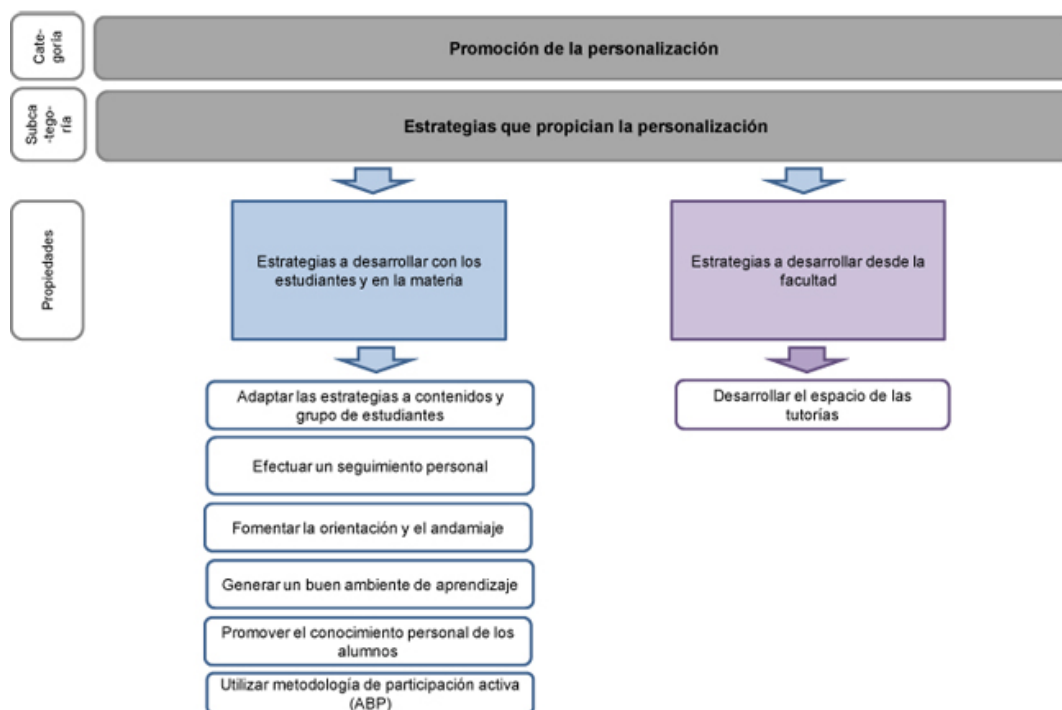 Cate-
goría
Promoción de la personalización
Subca
-tego-
ría
Estrategias que propician la personalización
Propiedades
Estrategias a desarrollar con los
estudiantes y en la materia
Estrategias a desarrollar desde la
facultad
Adaptar las estrategias a contenidos y
grupo de estudiantes
Desarrollar el espacio de las
tutorías
Efectuar un seguimiento personal
Fomentar la orientación y el andamiaje
Generar un buen ambiente de aprendizaje
Promover el conocimiento personal de los
alumnos
Utilizar metodología de participación activa
(ABP)